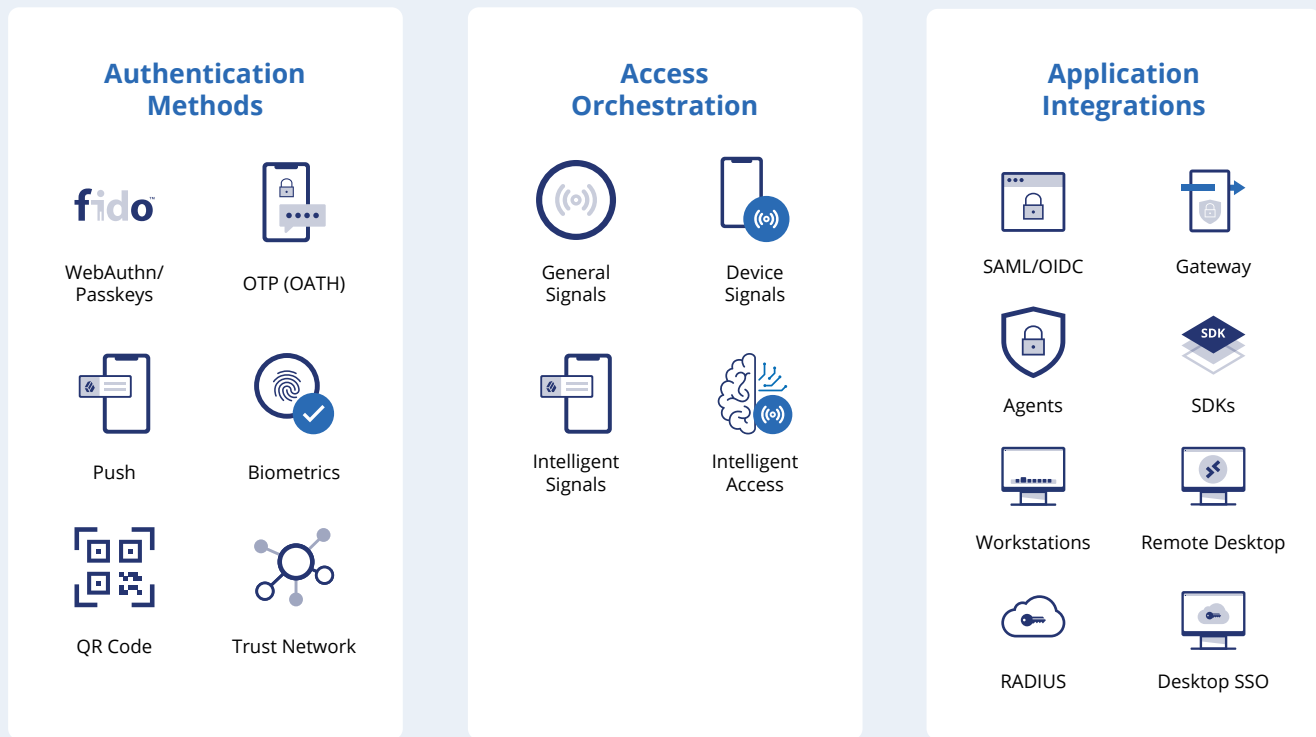 Authentication
Methods
fido™
WebAuthn/
Passkeys
OTP (OATH)
Push
Biometrics
QR Code
Trust Network
Access
Orchestration
General
Signals
Device
Signals
Intelligent
Signals
Intelligent
Access
Application
Integrations
SAML/OIDC
Gateway
Agents
SDK
SDKs
Workstations
Remote Desktop
RADIUS
Desktop SSO